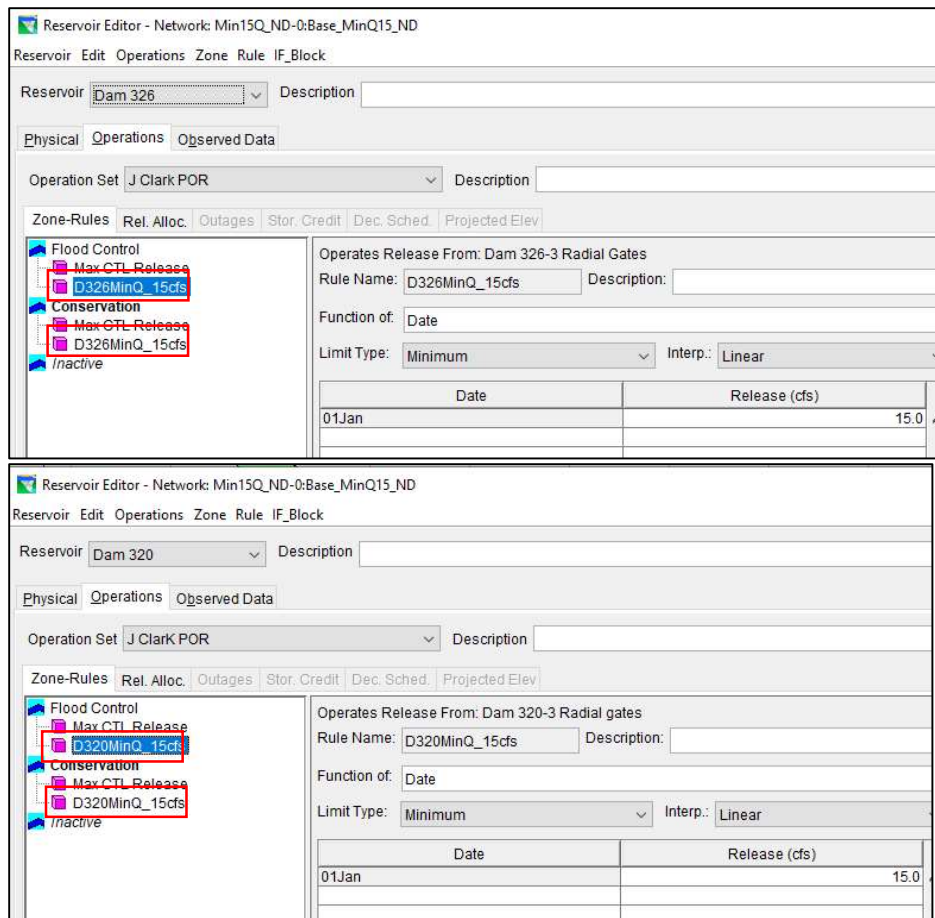 Reservoir Editor - Network: Min15Q_ND-0:Base_MinQ15_ND
Reservoir Edit Operations Zone Rule IF_Block
Reservoir Dam 326 Description
Physical Operations Observed Data
Operation Set J Clark POR Description
Zone-Rules Rel. Alloc. Outages Stor. Credit Dec. Sched. Projected Elev
Flood Control
Max CTL Release
D326MinQ_15cfs
Conservation
Max CTL Release
D326MinQ_15cfs
Inactive
Operates Release From: Dam 326-3 Radial Gates
Rule Name: D326MinQ_15cfs Description:
Function of: Date
Limit Type: Minimum Interp.: Linear
Date Release (cfs)
01Jan 15.0
Reservoir Editor - Network: Min15Q_ND-0:Base_MinQ15_ND
Reservoir Edit Operations Zone Rule IF_Block
Reservoir Dam 320 Description
Physical Operations Observed Data
Operation Set J ClarK POR Description
Zone-Rules Rel. Alloc. Outages Stor. Credit Dec. Sched. Projected Elev
Flood Control
Max CTL Release
D320MinQ_15cfs
Conservation
Max CTL Release
D320MinQ_15cfs
Inactive
Operates Release From: Dam 320-3 Radial gates
Rule Name: D320MinQ_15cfs Description:
Function of: Date
Limit Type: Minimum Interp.: Linear
Date Release (cfs)
01Jan 15.0